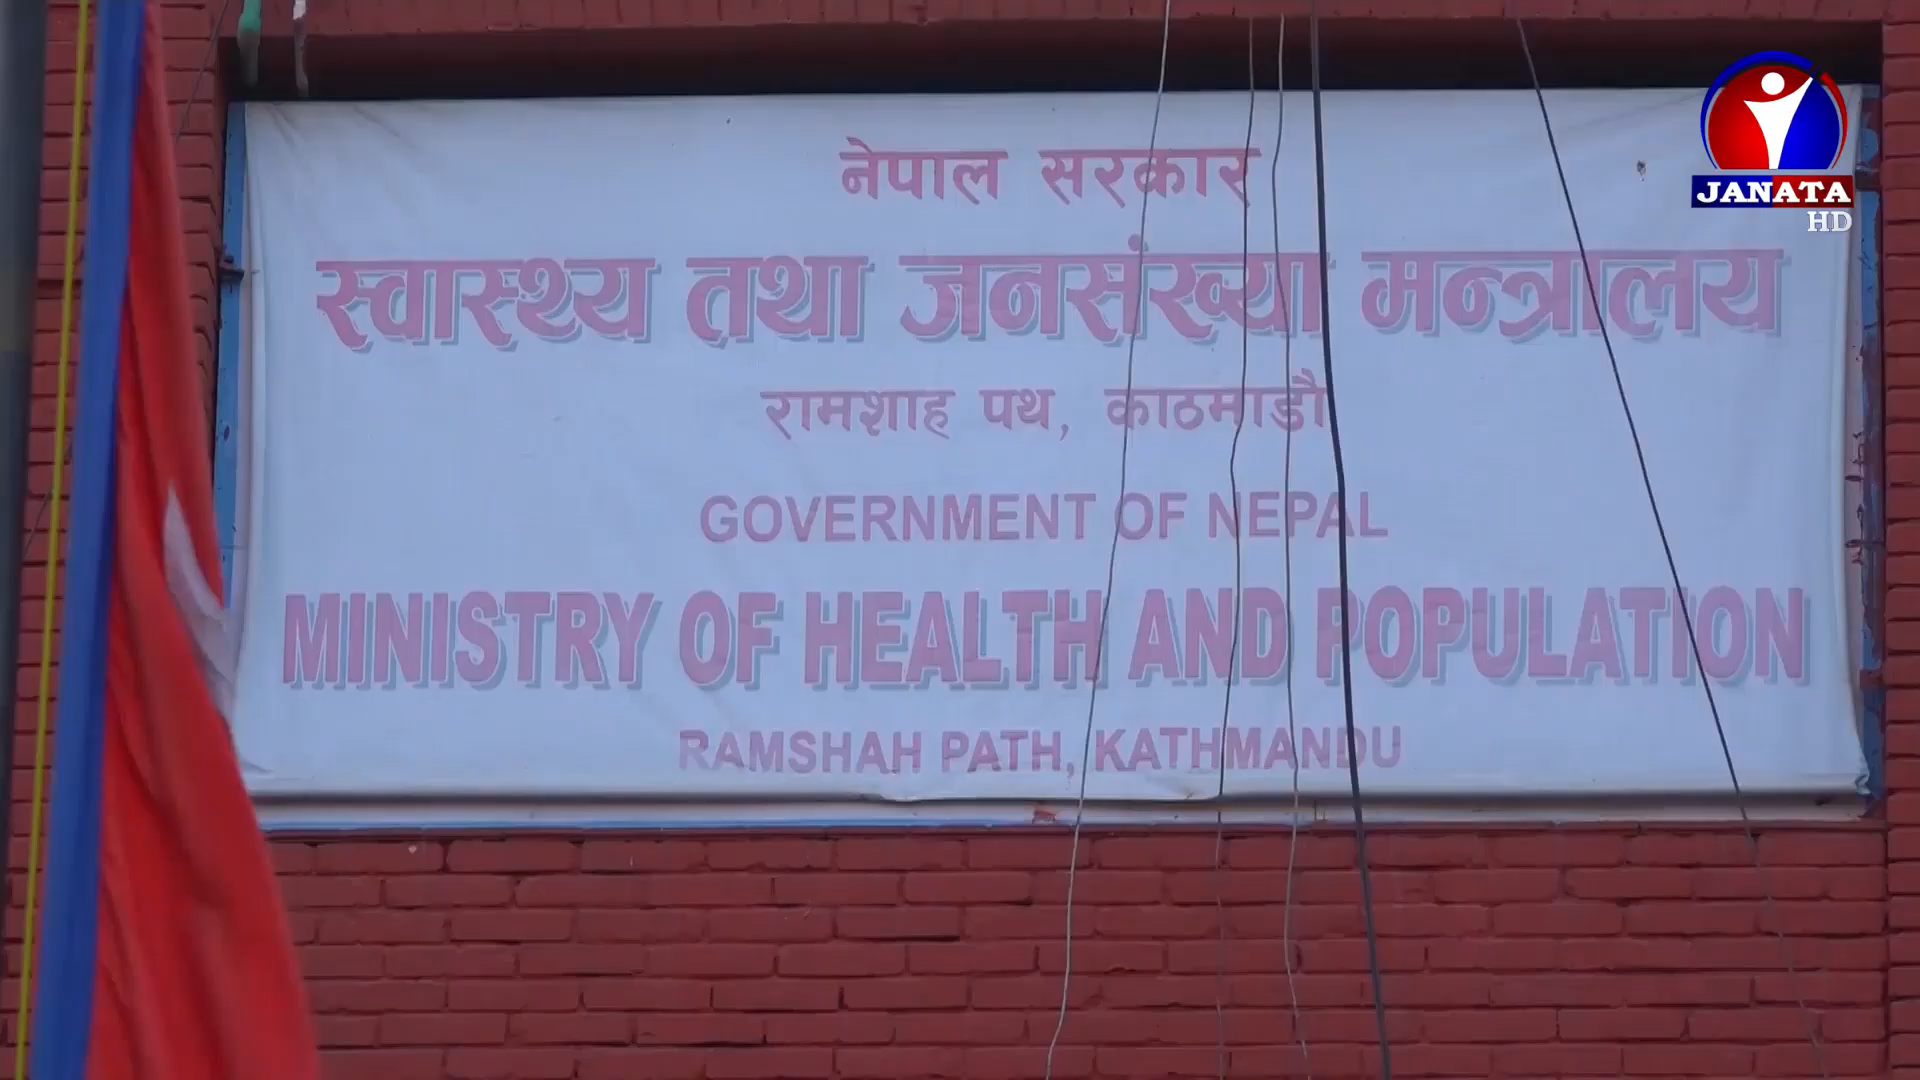 नेपाल सरकार
स्वास्थ्य तथा जनसंख्या मन्त्रालय
रामशाह पथ, काठमाडौं
GOVERNMENT OF NEPAL
MINISTRY OF HEALTH AND POPULATION
RAMSHAH PATH, KATHMANDU
JANATA
HD